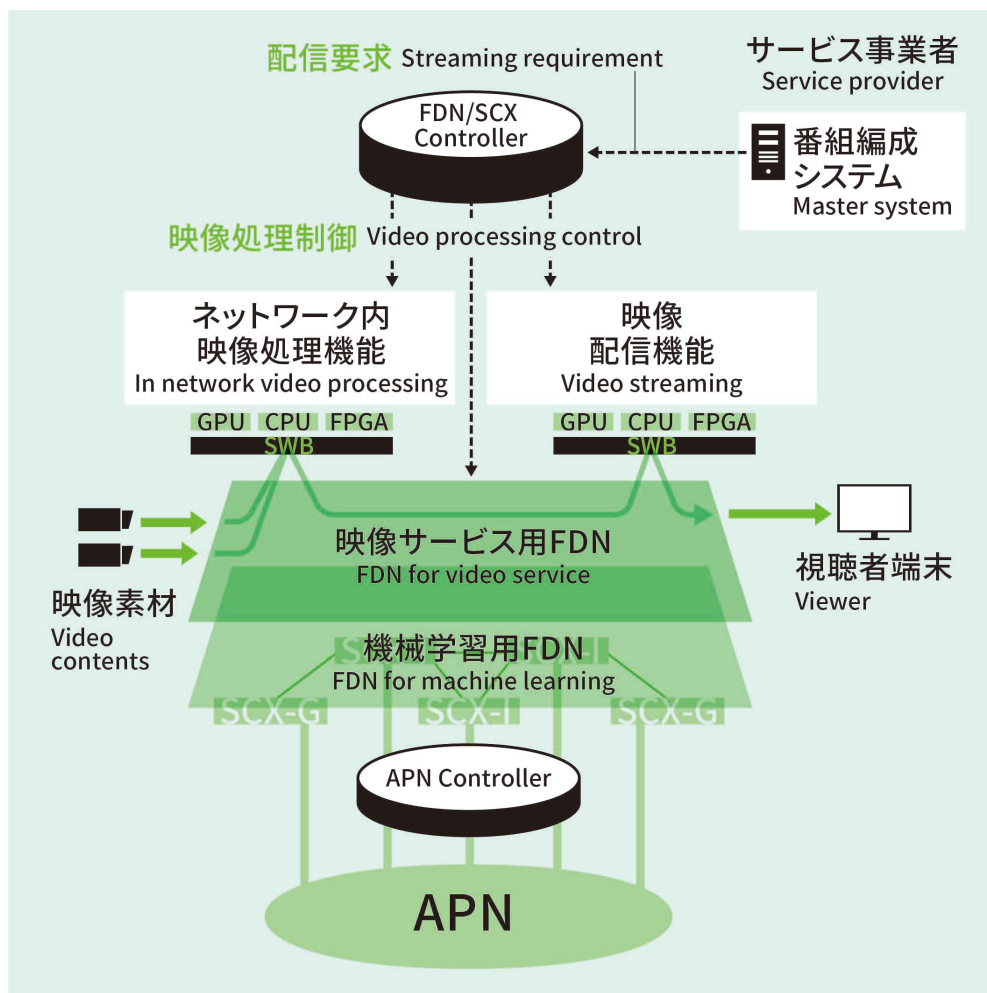 配信要求 Streaming requirement
サービス事業者
Service provider
FDN/SCX
Controller
番組編成
システム
Master system
映像処理制御 Video processing control
ネットワーク内
映像処理機能
In network video processing
映像
配信機能
Video streaming
GPU CPU FPGA
SWB
GPU CPU FPGA
SWB
映像サービス用FDN
FDN for video service
映像素材
Video
contents
視聴者端末
Viewer
機械学習用FDN
FDN for machine learning
SCX-G
SCX-I
SCX-G
APN Controller
APN